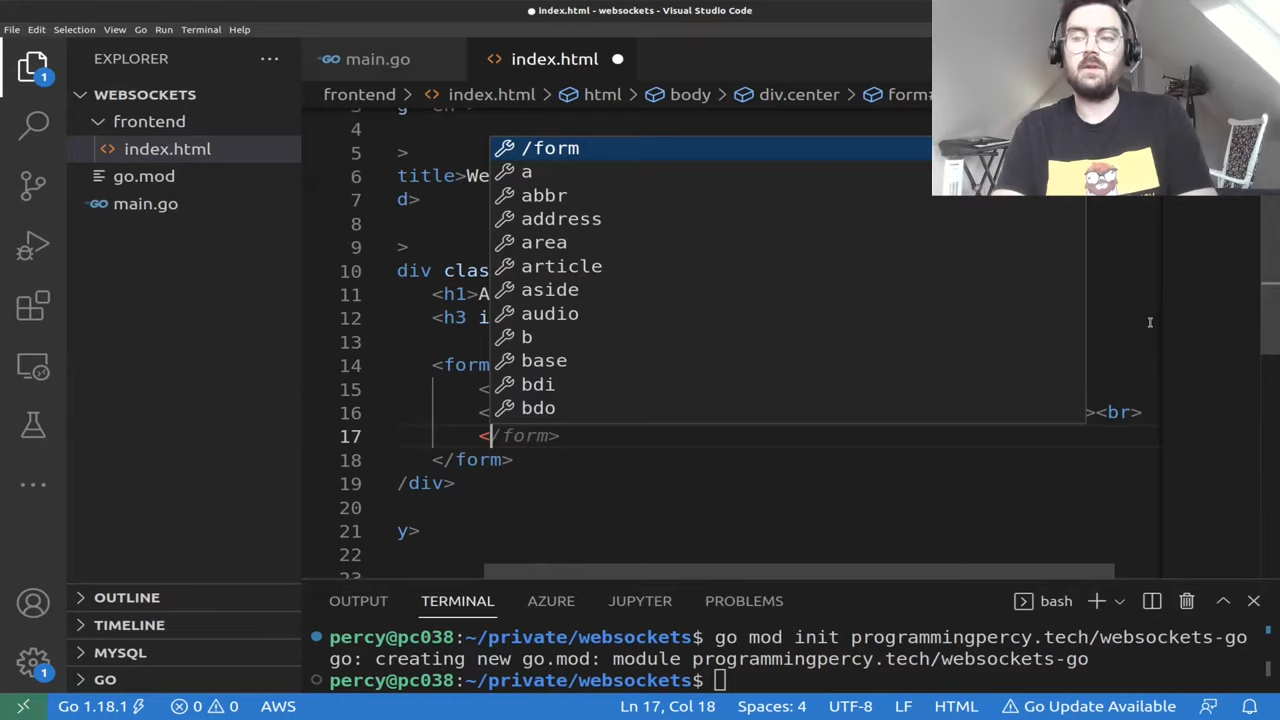 index.html - websockets - Visual Studio Code
File Edit Selection View Go Run Terminal Help
EXPLORER
main.go
index.html
frontend > index.html > html > body > div.center > form#
WEBSOCKETS
frontend
index.html
go.mod
main.go
4
5 >
6 title>We
7 d>
8
9 >
10 div clas
11 <h1>A
12 <h3 i
13
14 <form
15 <
16 < ><br>
17 </form>
18 </form>
19 /div>
20
21 y>
22
23
/form
a
abbr
address
area
article
aside
audio
b
base
bdi
bdo
1
1
OUTLINE
TIMELINE
MYSQL
GO
OUTPUT TERMINAL AZURE JUPYTER PROBLEMS
bash
percy@pc038:~/private/websockets$ go mod init programmingpercy.tech/websockets-go
go: creating new go.mod: module programmingpercy.tech/websockets-go
percy@pc038:~/private/websockets$
Go 1.18.1 0 0 AWS Ln 17, Col 18 Spaces: 4 UTF-8 LF HTML Go Update Available